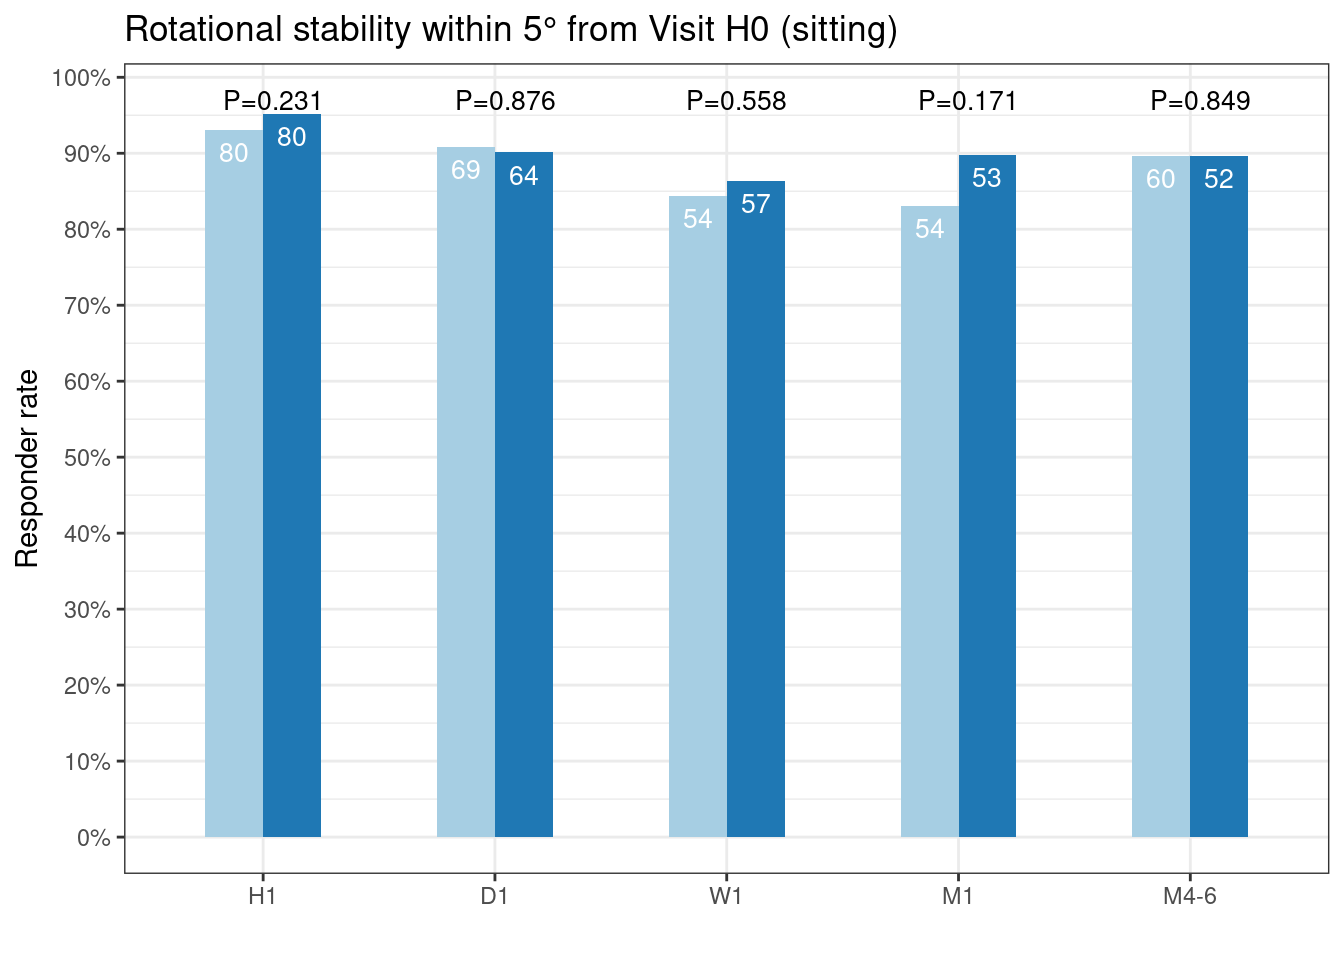 Rotational stability within 5° from Visit H0 (sitting)
Responder rate
100%
90%
80%
70%
60%
50%
40%
30%
20%
10%
0%
P=0.231 P=0.876 P=0.558 P=0.171 P=0.849
80 80 69 64 54 57 54 53 60 52
H1 D1 W1 M1 M4-6